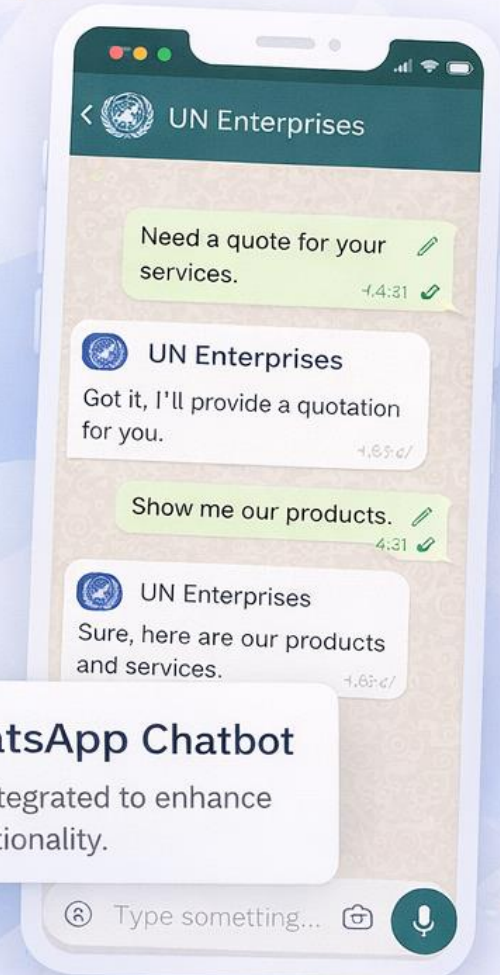 UN Enterprises
Need a quote for your
services.
UN Enterprises
Got it, I'll provide a quotation
for you.
Show me our products.
4:31
UN Enterprises
Sure, here are our products
and services.
atsApp Chatbot
tegrated to enhance
tionality.
Type sometting...